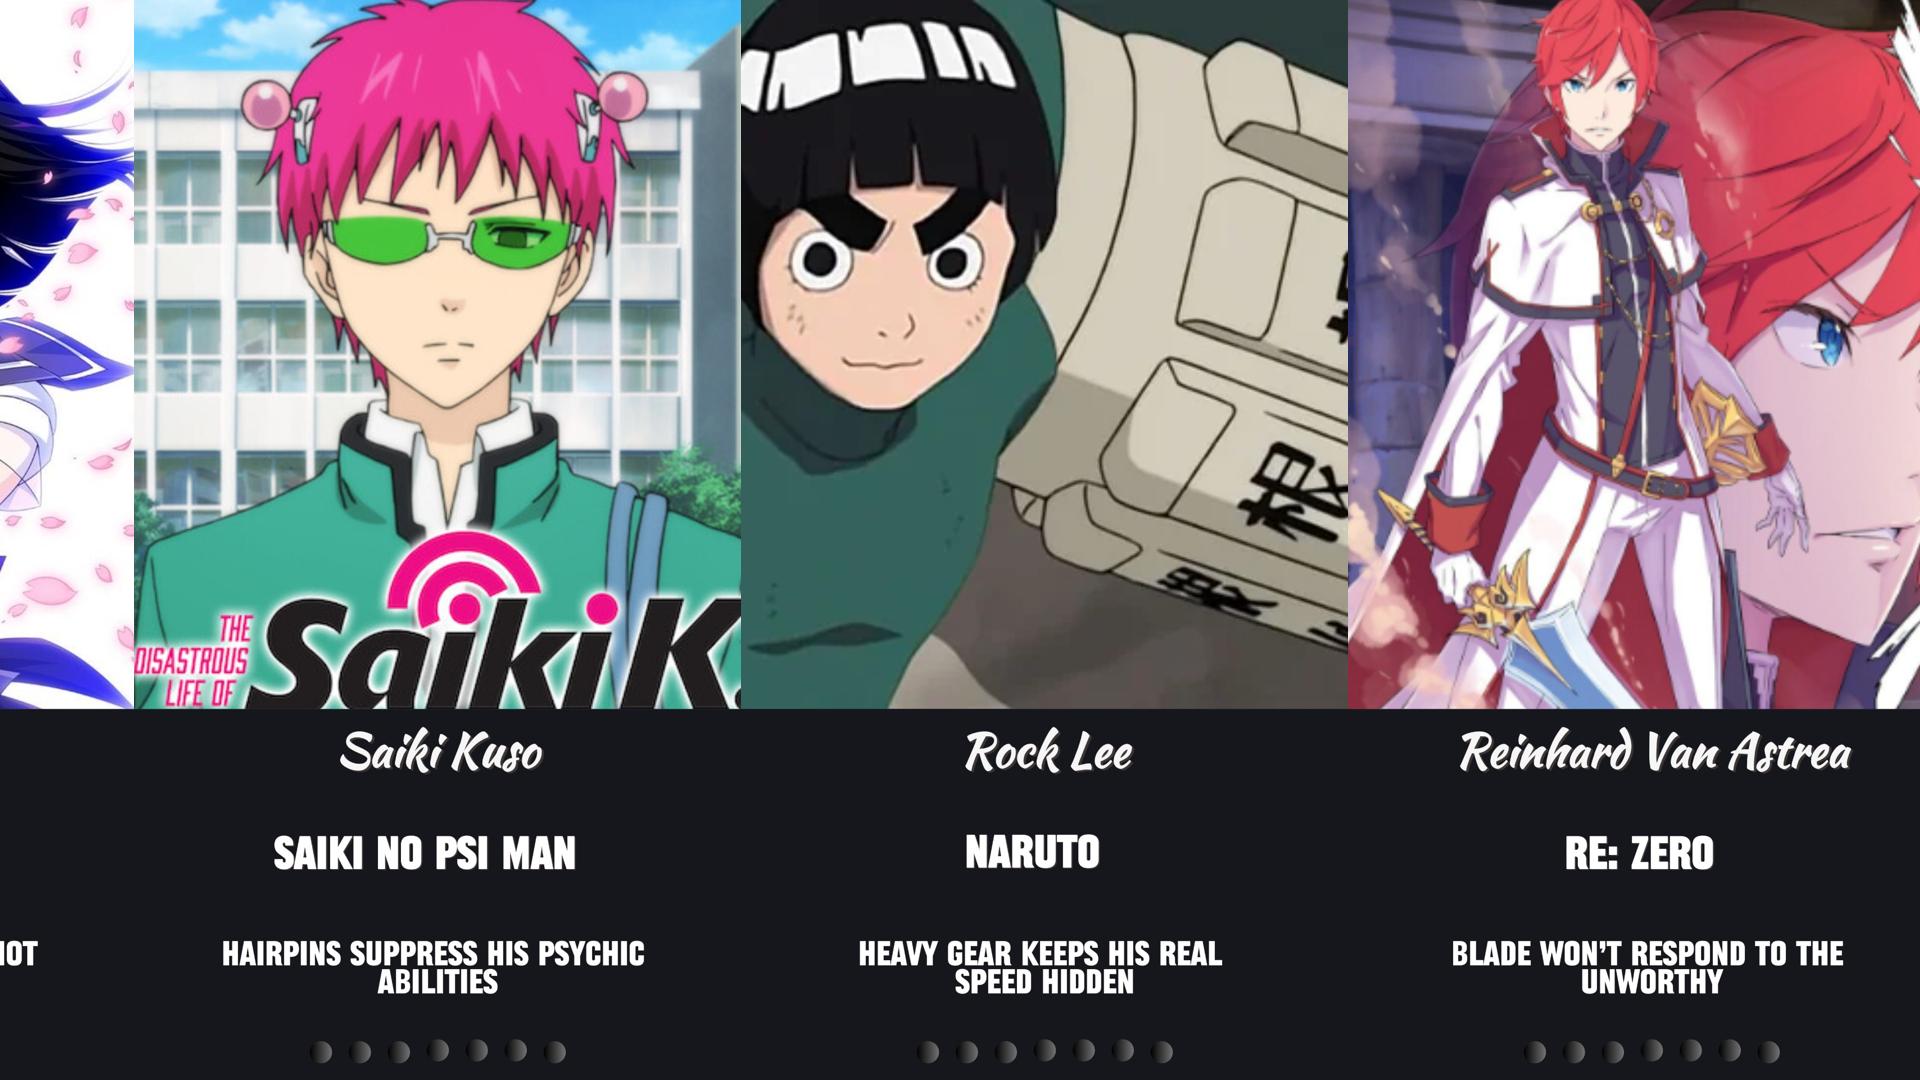 THE
DISASTROUS
LIFE OF
Saiki K.
根
Saiki Kuso
Rock Lee
Reinhard Van Astrea
SAIKI NO PSI MAN
NARUTO
RE: ZERO
HAIRPINS SUPPRESS HIS PSYCHIC
ABILITIES
HEAVY GEAR KEEPS HIS REAL
SPEED HIDDEN
BLADE WON'T RESPOND TO THE
UNWORTHY